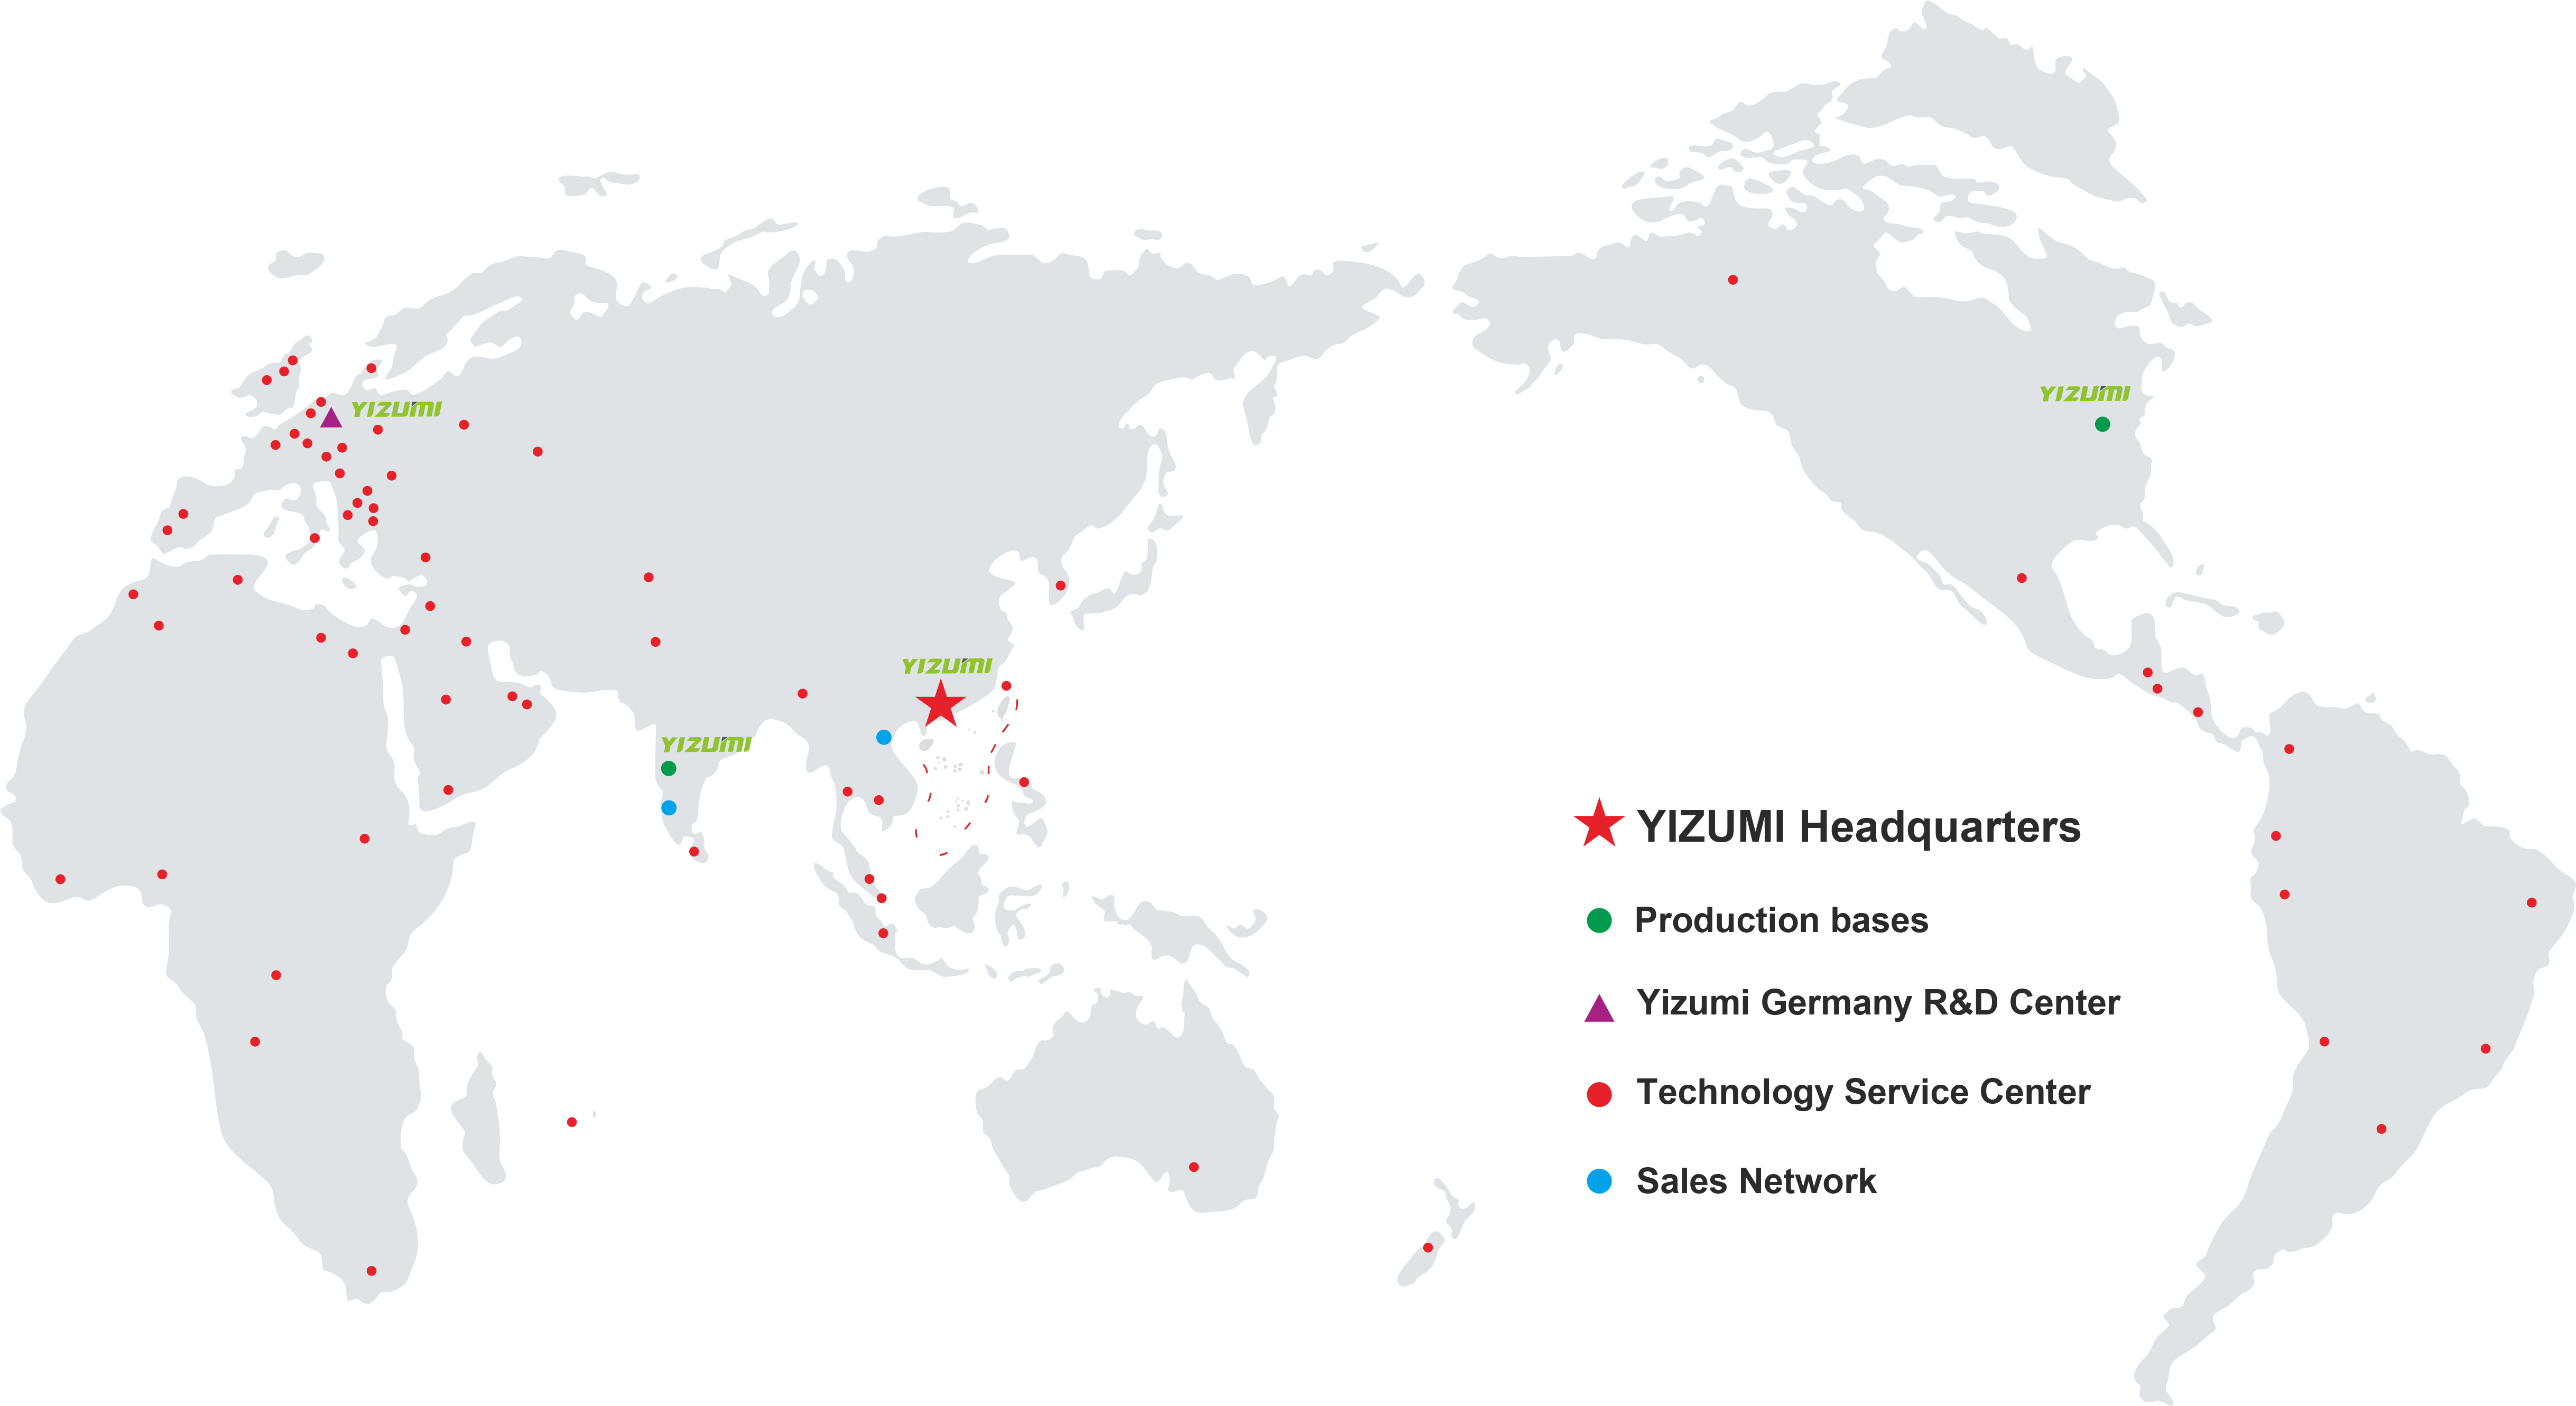 YIZUMI
YIZUMI
YIZUMI
YIZUMI
YIZUMI Headquarters
Production bases
Yizumi Germany R&D Center
Technology Service Center
Sales Network